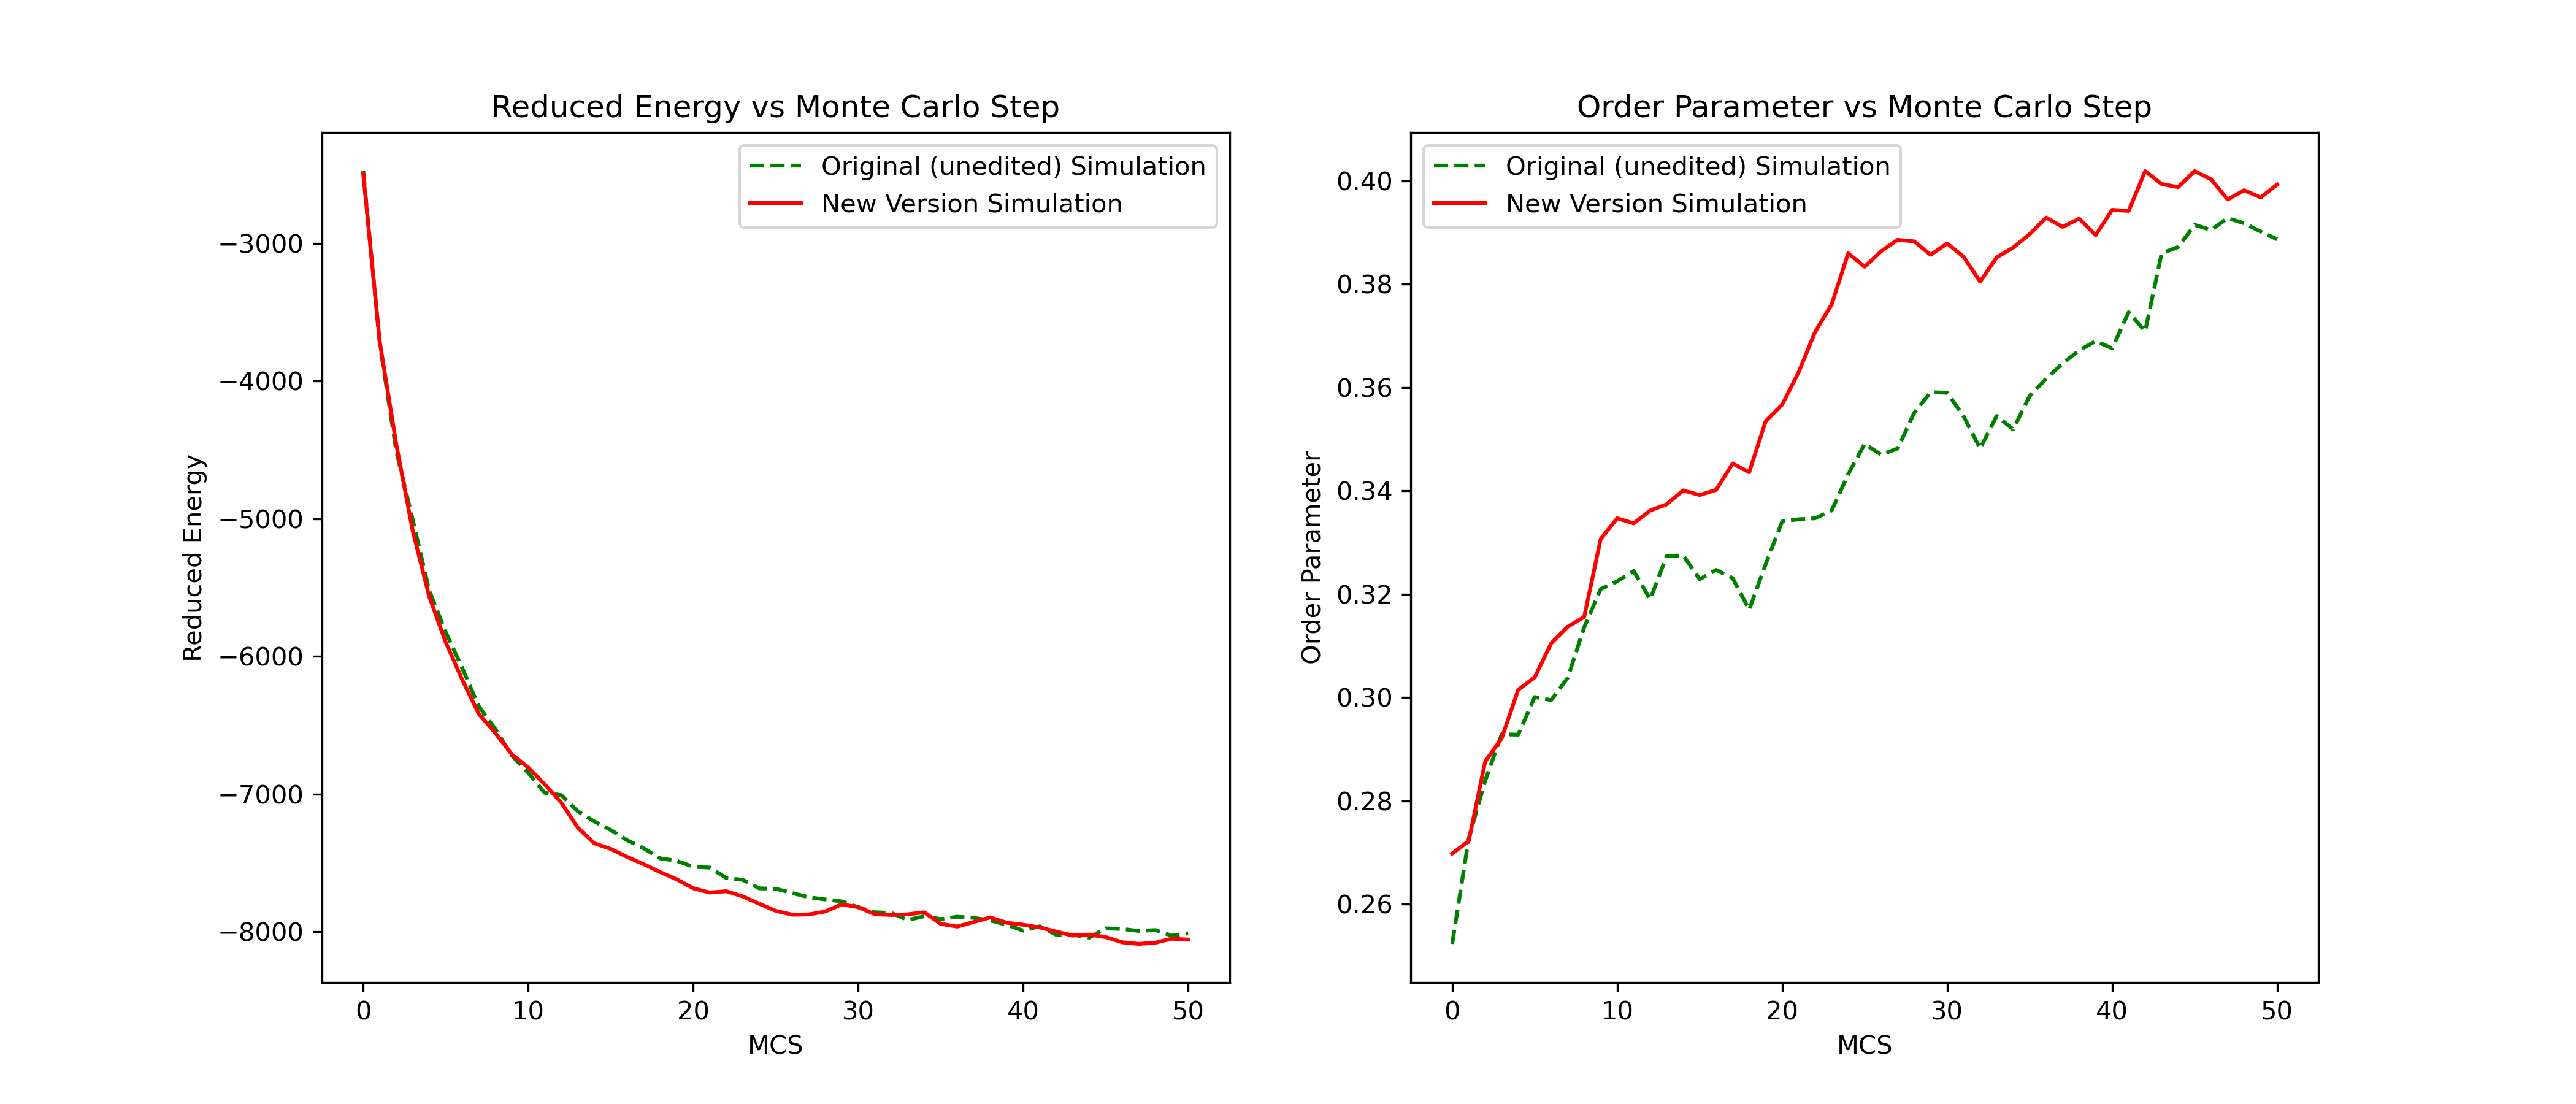 Reduced Energy vs Monte Carlo Step
Original (unedited) Simulation
New Version Simulation
−3000
−4000
−5000
−6000
−7000
−8000
Reduced Energy
0 10 20 30 40 50
MCS
Order Parameter vs Monte Carlo Step
Original (unedited) Simulation
New Version Simulation
0.40
0.38
0.36
0.34
0.32
0.30
0.28
0.26
Order Parameter
0 10 20 30 40 50
MCS